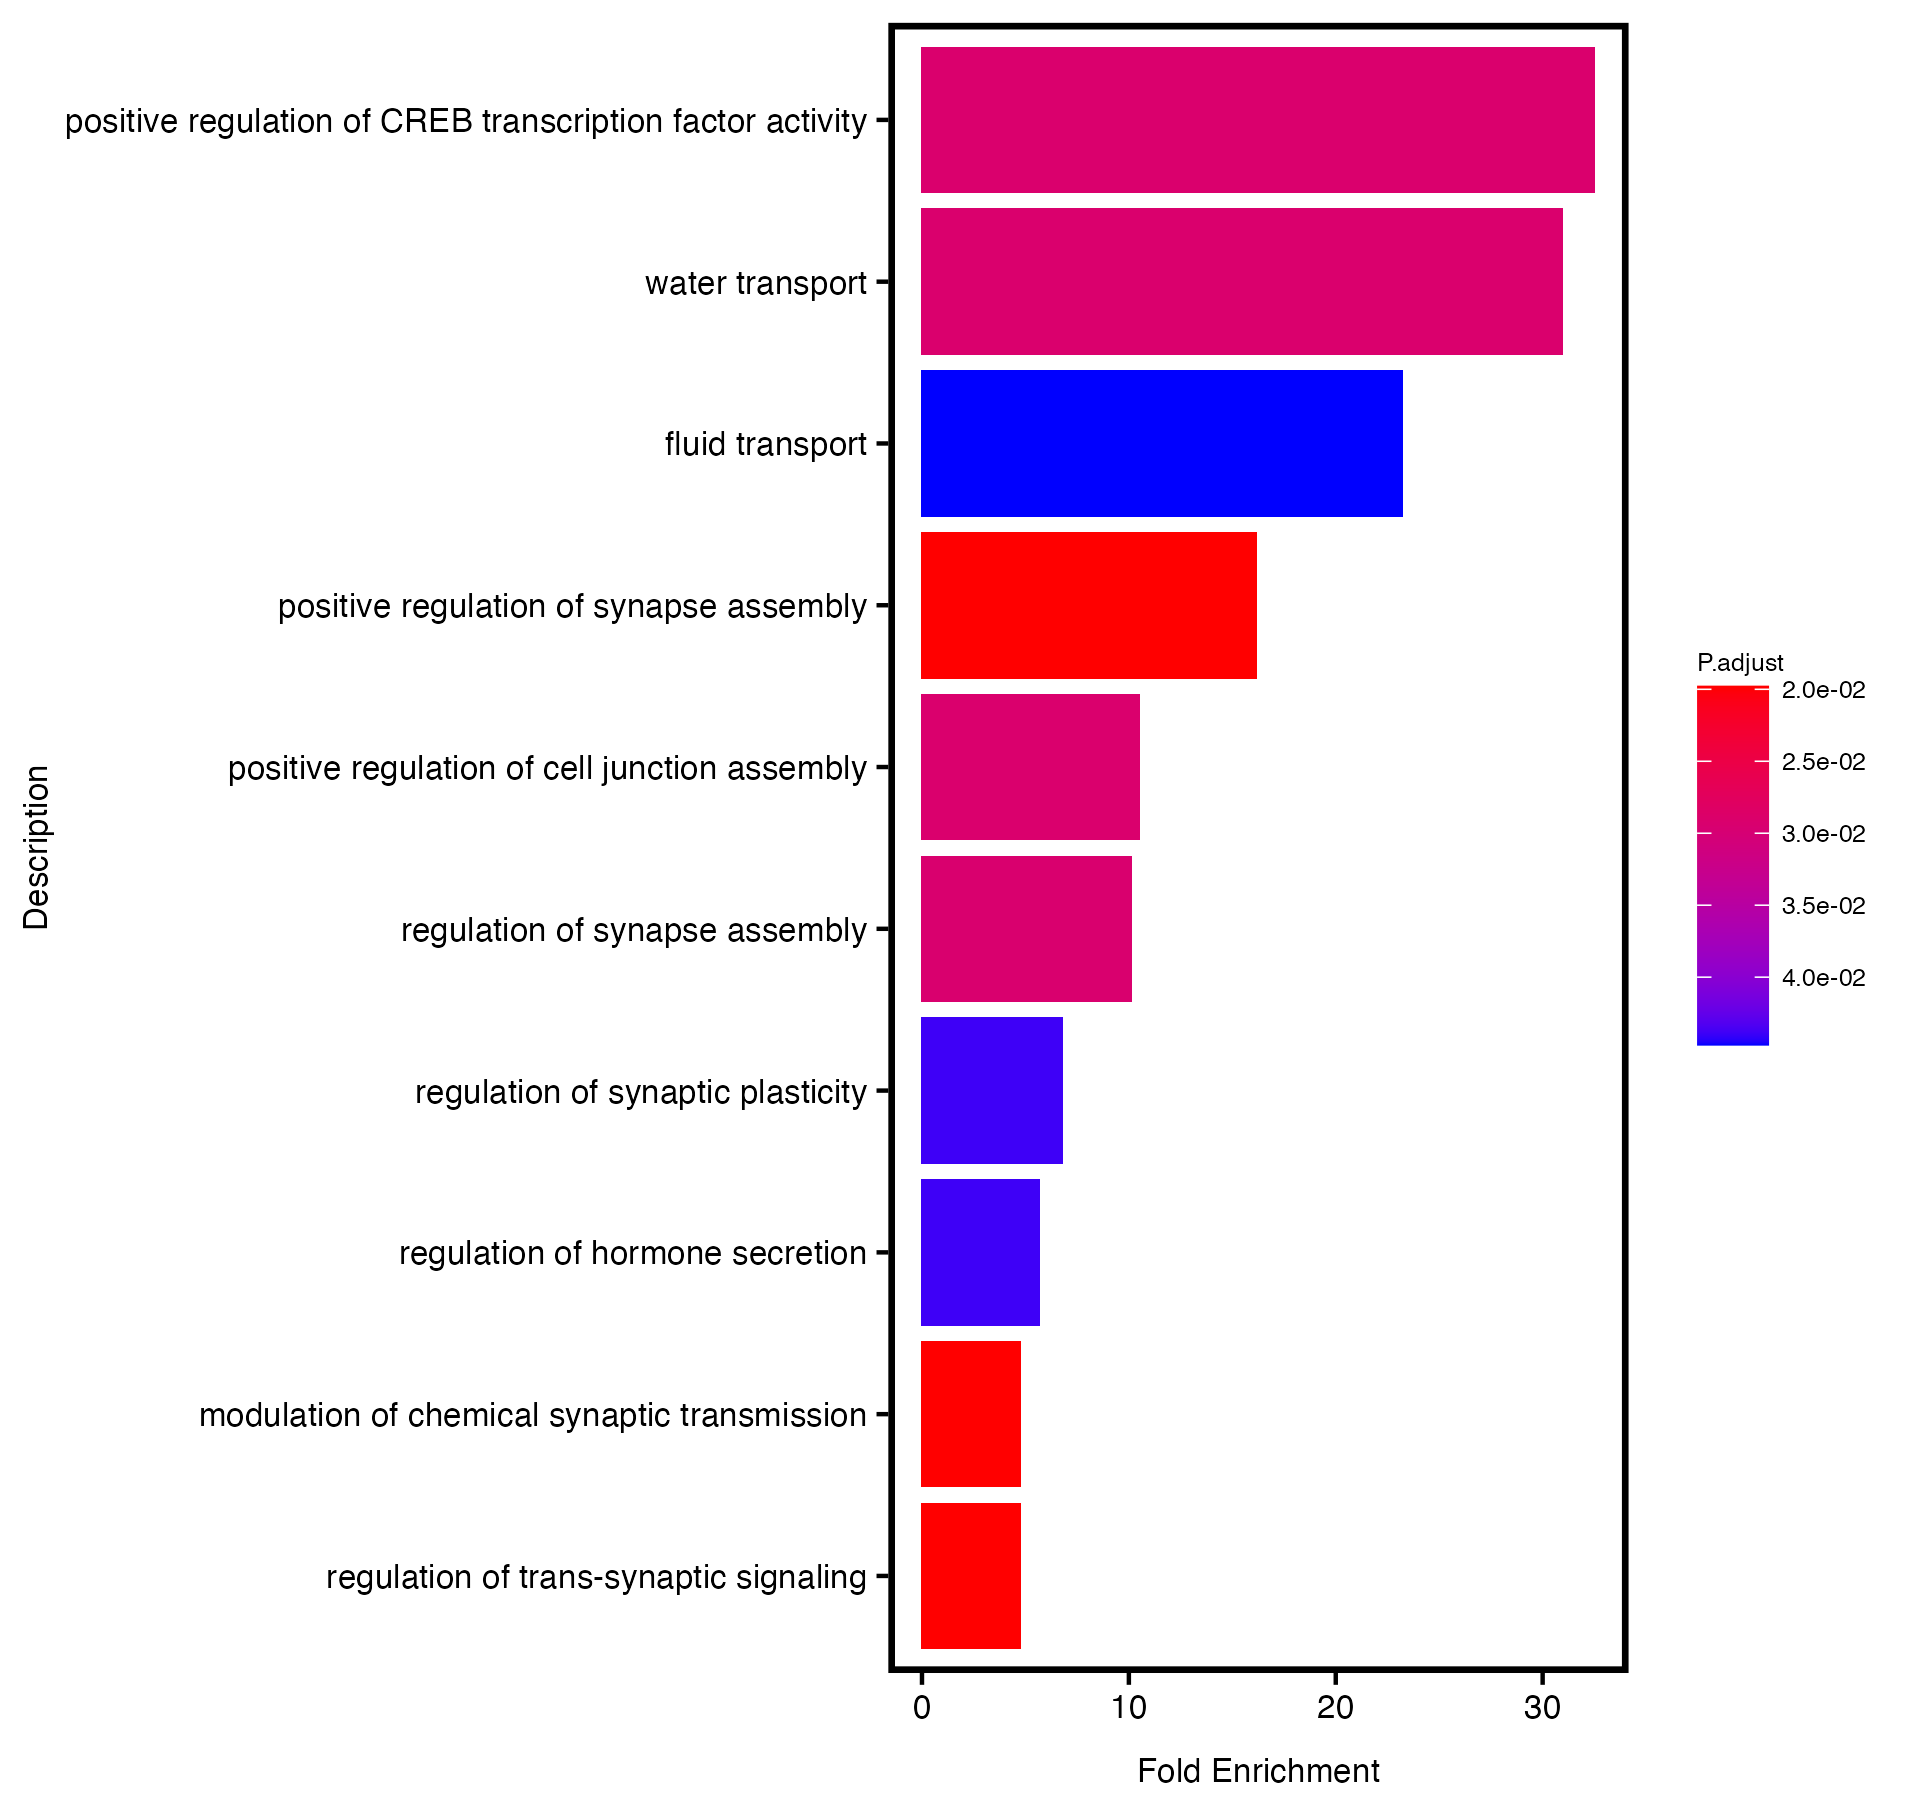 positive regulation of CREB transcription factor activity
water transport
fluid transport
positive regulation of synapse assembly
positive regulation of cell junction assembly
regulation of synapse assembly
regulation of synaptic plasticity
regulation of hormone secretion
modulation of chemical synaptic transmission
regulation of trans-synaptic signaling
Description
0 10 20 30
Fold Enrichment
P.adjust
2.0e-02
2.5e-02
3.0e-02
3.5e-02
4.0e-02